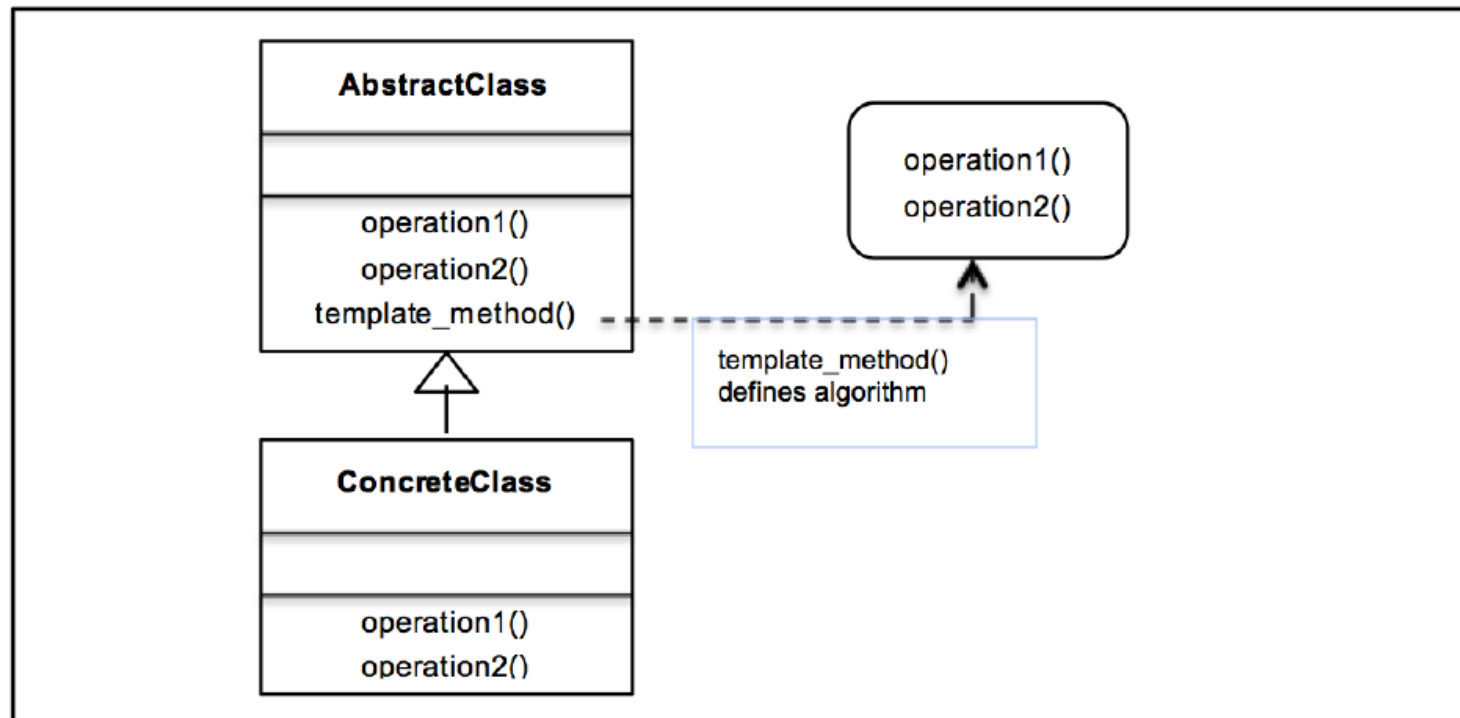 AbstractClass
operation1()
operation2()
template_method()
operation1()
operation2()
template_method()
defines algorithm
ConcreteClass
operation1()
operation2()